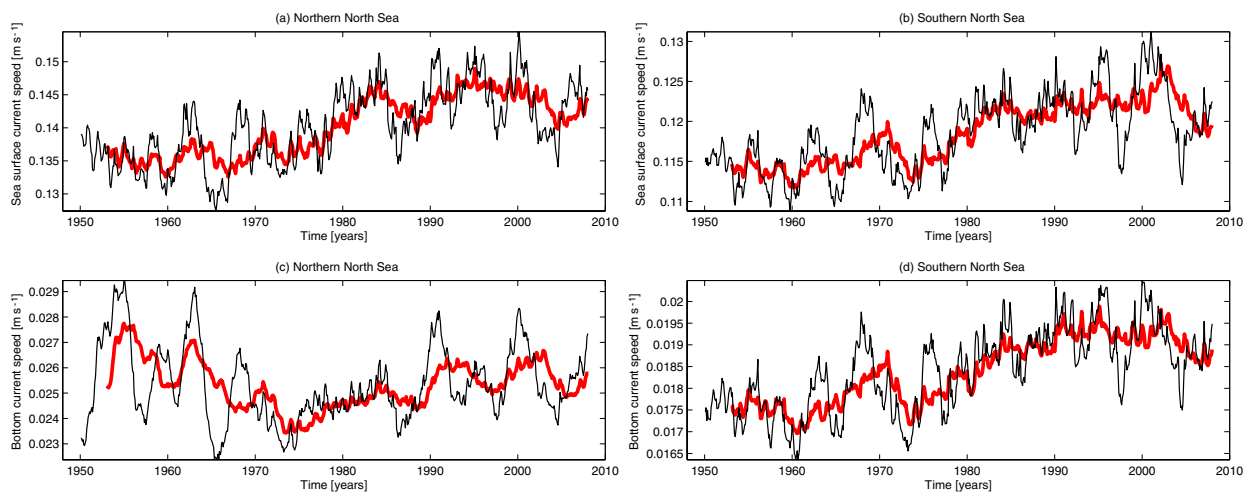 (a) Northern North Sea
Sea surface current speed [m s-1]
0.15
0.145
0.14
0.135
0.13
1950 1960 1970 1980 1990 2000 2010
Time [years]
(b) Southern North Sea
Sea surface current speed [m s-1]
0.13
0.125
0.12
0.115
0.11
1950 1960 1970 1980 1990 2000 2010
Time [years]
(c) Northern North Sea
Bottom current speed [m s-1]
0.029
0.028
0.027
0.026
0.025
0.024
0.023
1950 1960 1970 1980 1990 2000 2010
Time [years]
(d) Southern North Sea
Bottom current speed [m s-1]
0.02
0.0195
0.019
0.0185
0.018
0.0175
0.017
0.0165
1950 1960 1970 1980 1990 2000 2010
Time [years]